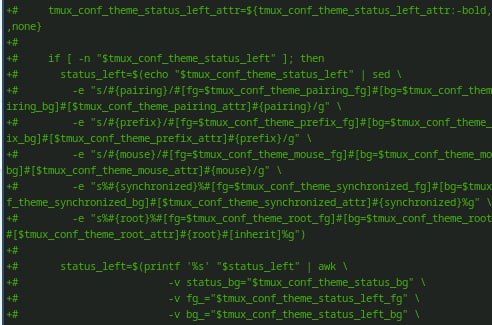 +#     tmux_conf_theme_status_left_attr=${tmux_conf_theme_status_left_attr:-bold,
,none}
+#
+#     if [ -n "$tmux_conf_theme_status_left" ]; then
+#       status_left=$(echo "$tmux_conf_theme_status_left" | sed \
+#         -e "s/#{pairing}/#[fg=$tmux_conf_theme_pairing_fg]#[bg=$tmux_conf_them
iring_bg]#[$tmux_conf_theme_pairing_attr]#{pairing}/g" \
+#         -e "s/#{prefix}/#[fg=$tmux_conf_theme_prefix_fg]#[bg=$tmux_conf_theme_
ix_bg]#[$tmux_conf_theme_prefix_attr]#{prefix}/g" \
+#         -e "s/#{mouse}/#[fg=$tmux_conf_theme_mouse_fg]#[bg=$tmux_conf_theme_mo
bg]#[$tmux_conf_theme_mouse_attr]#{mouse}/g" \
+#         -e "s%#{synchronized}%#[fg=$tmux_conf_theme_synchronized_fg]#[bg=$tmux
f_theme_synchronized_bg]#[$tmux_conf_theme_synchronized_attr]#{synchronized}%g" \
+#         -e "s%#{root}%#[fg=$tmux_conf_theme_root_fg]#[bg=$tmux_conf_theme_root
#[$tmux_conf_theme_root_attr]#{root}#[inherit]%g")
+#
+#       status_left=$(printf '%s' "$status_left" | awk \
+#                         -v status_bg="$tmux_conf_theme_status_bg" \
+#                         -v fg_="$tmux_conf_theme_status_left_fg" \
+#                         -v bg_="$tmux_conf_theme_status_left_bg" \